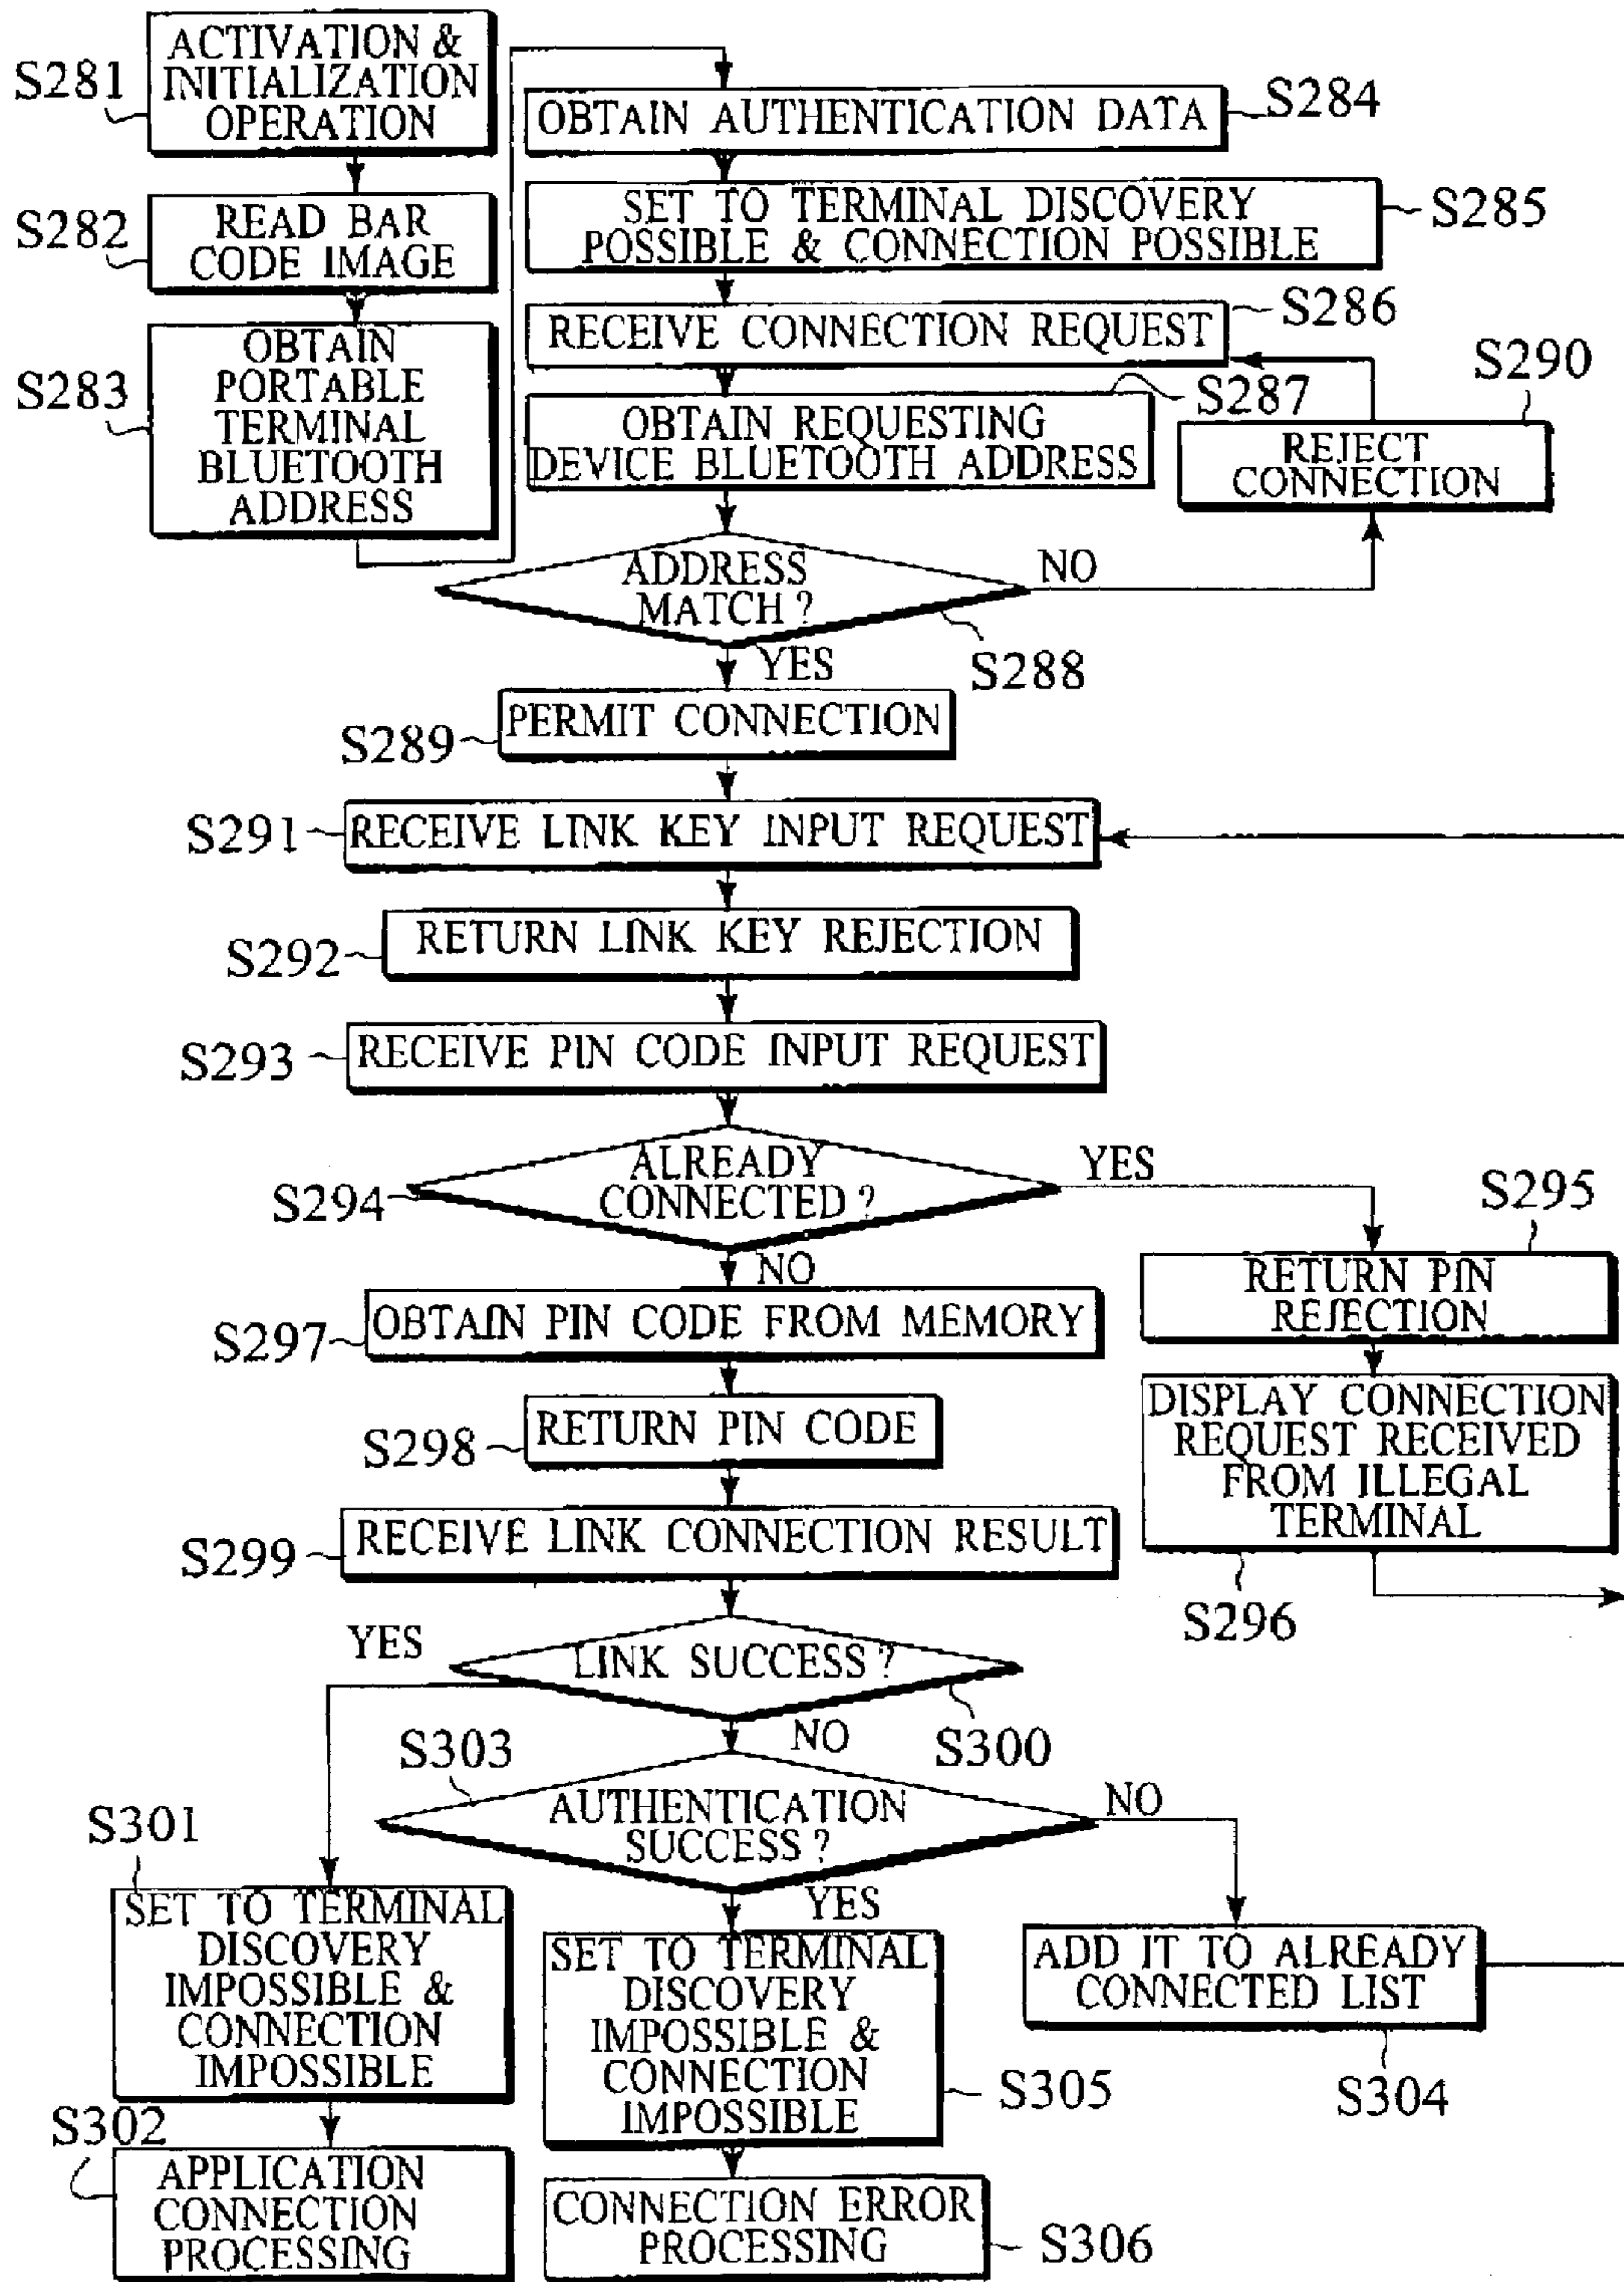 S281
ACTIVATION &
INITIALIZATION
OPERATION
S282
READ BAR
CODE IMAGE
S283
OBTAIN
PORTABLE
TERMINAL
BLUETOOTH
ADDRESS
OBTAIN AUTHENTICATION DATA
S284
SET TO TERMINAL DISCOVERY
POSSIBLE & CONNECTION POSSIBLE
S285
RECEIVE CONNECTION REQUEST
S286
OBTAIN REQUESTING
DEVICE BLUETOOTH ADDRESS
S287
S290
REJECT
CONNECTION
ADDRESS
MATCH?
NO
S288
YES
PERMIT CONNECTION
S289
S291
RECEIVE LINK KEY INPUT REQUEST
S292
RETURN LINK KEY REJECTION
S293
RECEIVE PIN CODE INPUT REQUEST
S294
ALREADY
CONNECTED?
YES
NO
S295
RETURN PIN
REJECTION
S297
OBTAIN PIN CODE FROM MEMORY
DISPLAY CONNECTION
REQUEST RECEIVED
FROM ILLEGAL
TERMINAL
S296
S298
RETURN PIN CODE
S299
RECEIVE LINK CONNECTION RESULT
YES
LINK SUCCESS?
S300
NO
S303
AUTHENTICATION
SUCCESS?
NO
YES
S301
SET TO TERMINAL
DISCOVERY
IMPOSSIBLE &
CONNECTION
IMPOSSIBLE
SET TO TERMINAL
DISCOVERY
IMPOSSIBLE &
CONNECTION
IMPOSSIBLE
S305
ADD IT TO ALREADY
CONNECTED LIST
S304
S302
APPLICATION
CONNECTION
PROCESSING
CONNECTION ERROR
PROCESSING
S306